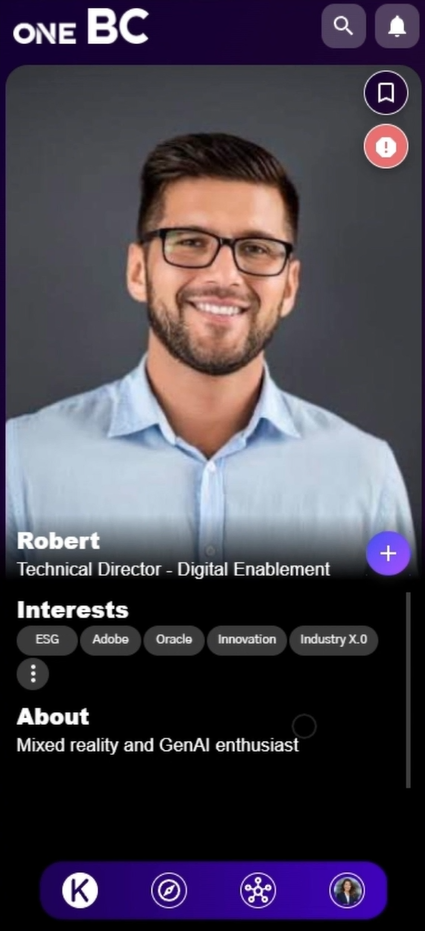 ONE BC
Robert
Technical Director - Digital Enablement
Interests
ESG Adobe Oracle Innovation Industry X.0
About
Mixed reality and GenAI enthusiast
K